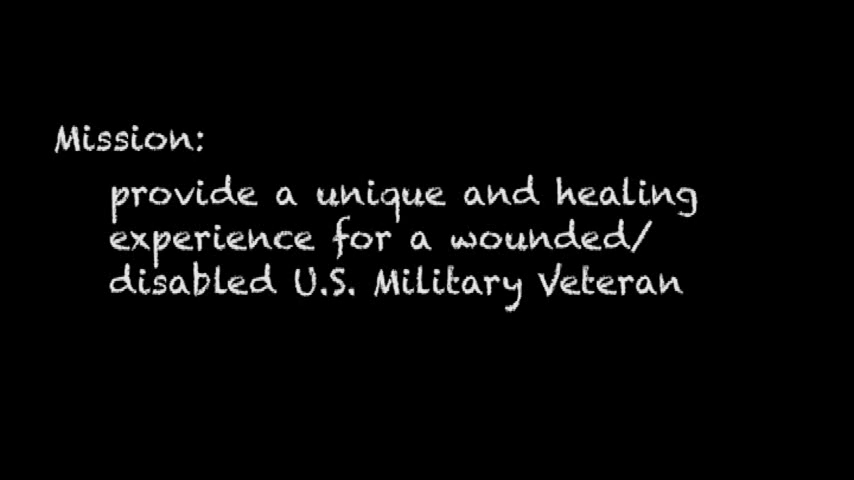 Mission:
provide a unique and healing
experience for a wounded/
disabled U.S. Military Veteran